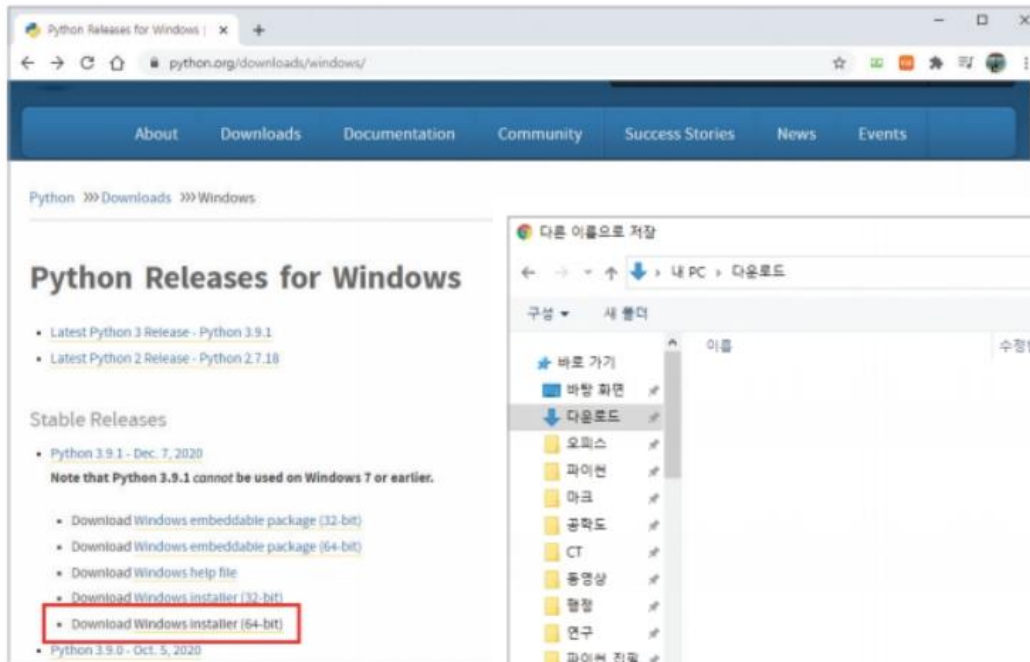 Python Releases for Windows |
python.org/downloads/windows/
About Downloads Documentation Community Success Stories News Events
Python >>> Downloads >>> Windows
Python Releases for Windows
Latest Python 3 Release - Python 3.9.1
Latest Python 2 Release - Python 2.7.18
Stable Releases
Python 3.9.1 - Dec. 7, 2020
Note that Python 3.9.1 cannot be used on Windows 7 or earlier.
Download Windows embeddable package (32-bit)
Download Windows embeddable package (64-bit)
Download Windows help file
Download Windows installer (32-bit)
Download Windows installer (64-bit)
Python 3.9.0 - Oct. 5, 2020
다른 이름으로 저장
내 PC > 다운로드
구성 새 폴더
이름
바로 가기
바탕 화면
다운로드
오피스
파이썬
마크
공학도
CT
동영상
행정
연구
파이썬